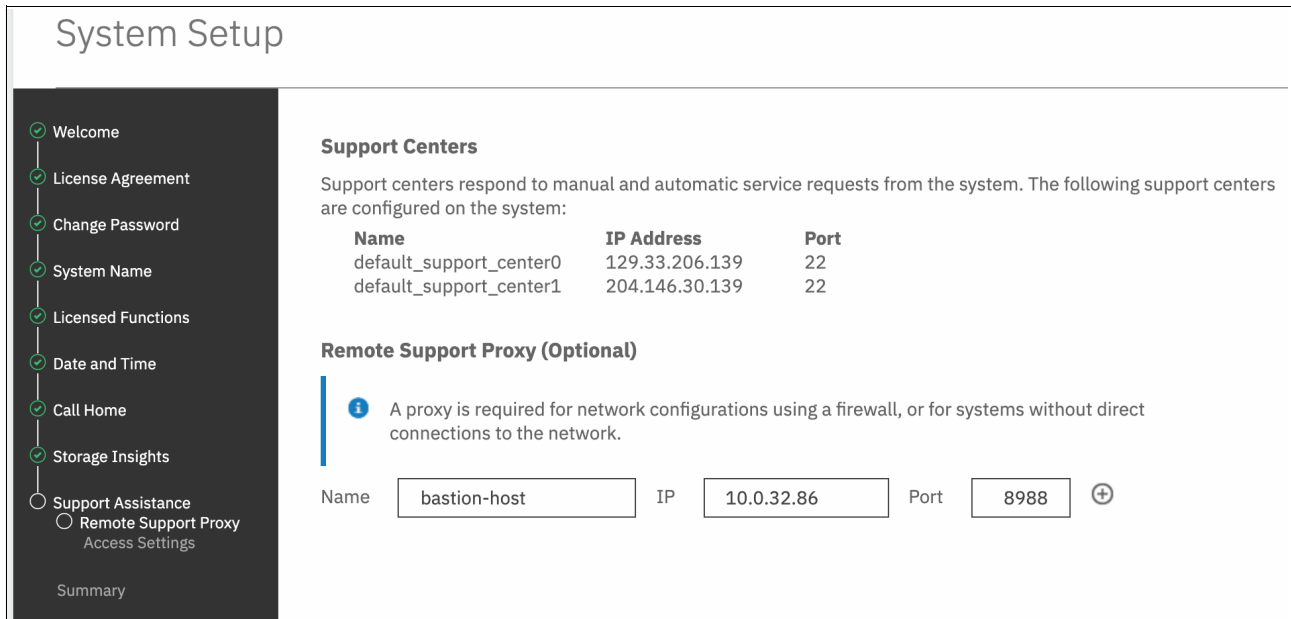 System Setup
Welcome
License Agreement
Change Password
System Name
Licensed Functions
Date and Time
Call Home
Storage Insights
Support Assistance
Remote Support Proxy
Access Settings
Summary
Support Centers
Support centers respond to manual and automatic service requests from the system. The following support centers
are configured on the system:
Name IP Address Port
default_support_center0 129.33.206.139 22
default_support_center1 204.146.30.139 22
Remote Support Proxy (Optional)
A proxy is required for network configurations using a firewall, or for systems without direct
connections to the network.
Name bastion-host IP 10.0.32.86 Port 8988